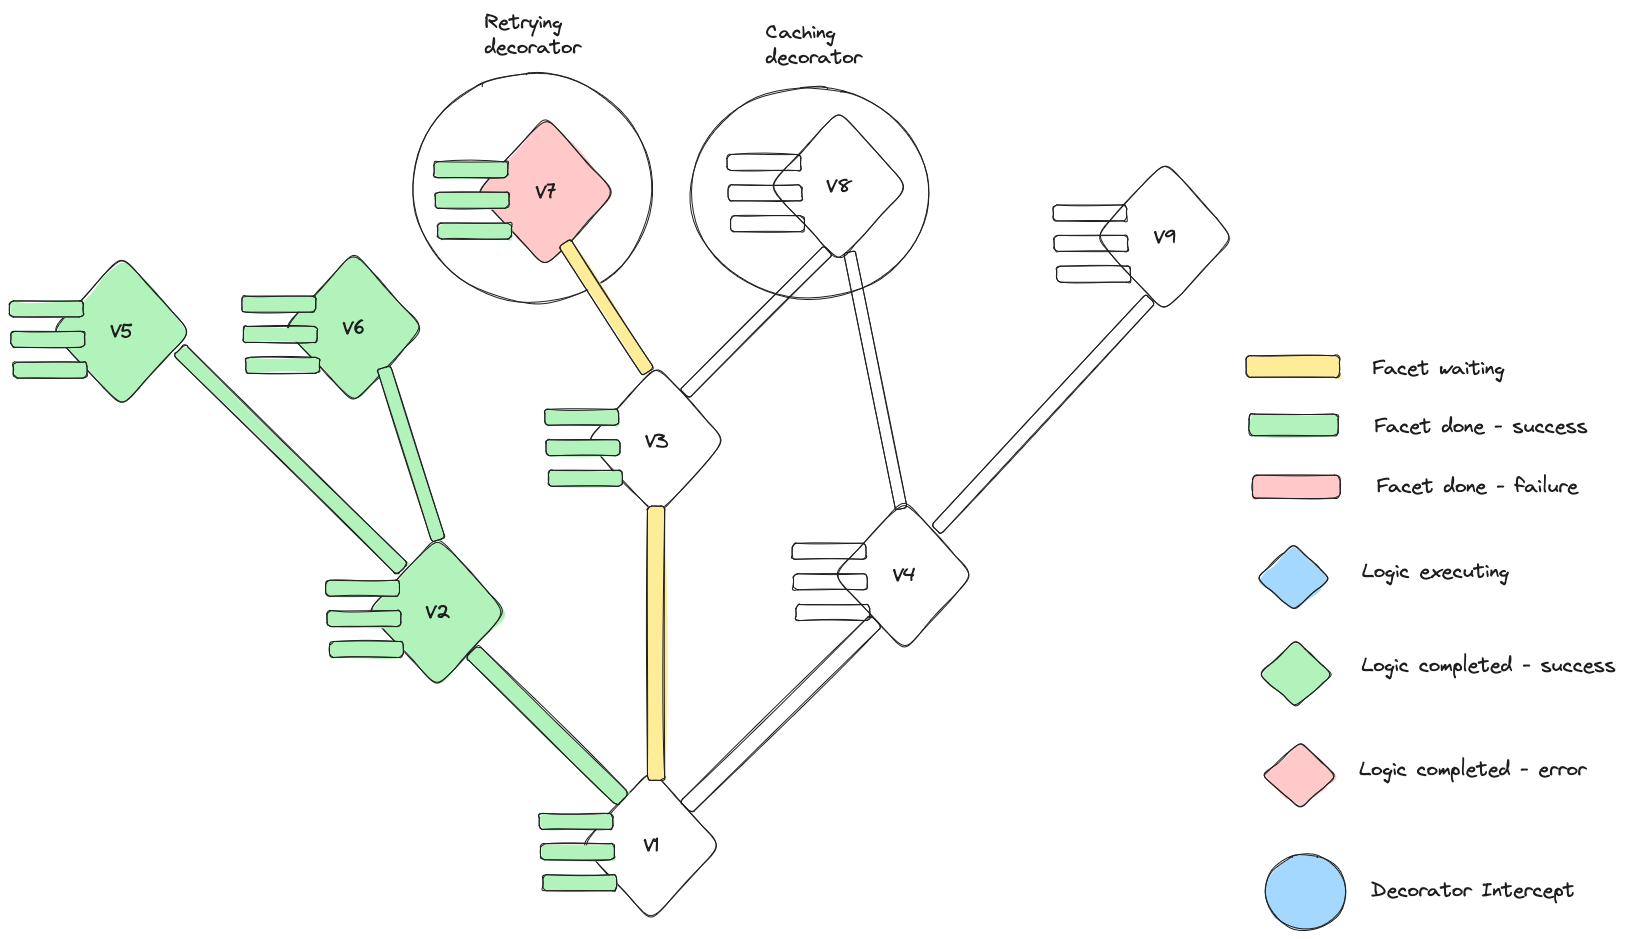 Retrying
decorator
Caching
decorator
V7
V8
V9
V5
V6
V3
V2
V4
V1
Facet waiting
Facet done - success
Facet done - failure
Logic executing
Logic completed - success
Logic completed - error
Decorator Intercept